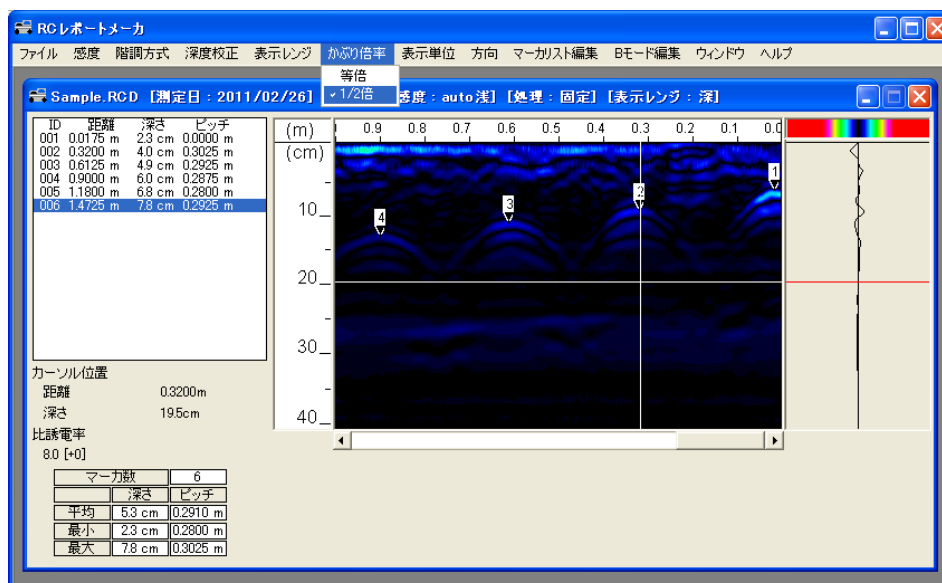 RCレポートメーカ
ファイル 感度 階調方式 深度校正 表示レンジ かぶり倍率 表示単位 方向 マーカリスト編集 Bモード編集 ウィンドウ ヘルプ
等倍
✓1/2倍
Sample.RCD [測定日:2011/02/26] 感度:auto浅] [処理:固定] [表示レンジ:深]
ID 距離 深さ ピッチ
001 0.0175 m 2.3 cm 0.0000 m
002 0.3200 m 4.0 cm 0.3025 m
003 0.6125 m 4.9 cm 0.2925 m
004 0.9000 m 6.0 cm 0.2875 m
005 1.1800 m 6.8 cm 0.2800 m
006 1.4725 m 7.8 cm 0.2925 m
(m) 0.9 0.8 0.7 0.6 0.5 0.4 0.3 0.2 0.1 0.0
(cm)
1
2
3
4
10
20
30
40
カーソル位置
距離 0.3200m
深さ 19.5cm
比誘電率
8.0 [+0]
マーカ数 6
深さ ピッチ
平均 5.3 cm 0.2910 m
最小 2.3 cm 0.2800 m
最大 7.8 cm 0.3025 m